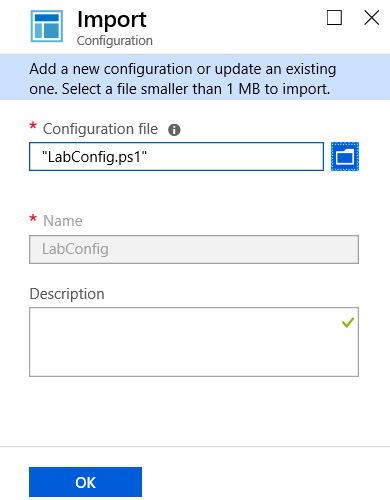 Import
Configuration
Add a new configuration or update an existing
one. Select a file smaller than 1 MB to import.
* Configuration file
"LabConfig.ps1"
* Name
LabConfig
Description
OK